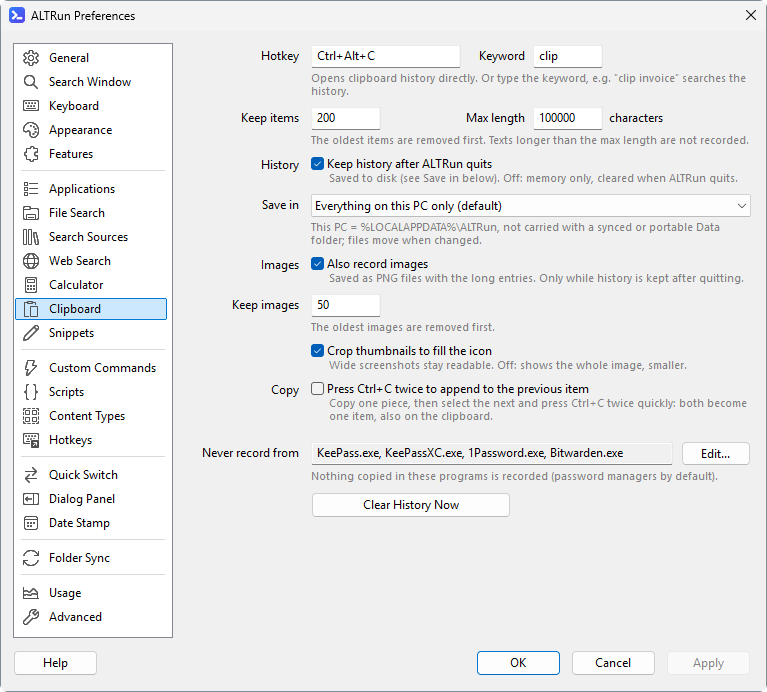 ALTRun Preferences
General
Search Window
Keyboard
Appearance
Features
Applications
File Search
Search Sources
Web Search
Calculator
Clipboard
Snippets
Custom Commands
Scripts
Content Types
Hotkeys
Quick Switch
Dialog Panel
Date Stamp
Folder Sync
Usage
Advanced
Hotkey Ctrl+Alt+C Keyword clip
Opens clipboard history directly. Or type the keyword, e.g. "clip invoice" searches the
history.
Keep items 200 Max length 100000 characters
The oldest items are removed first. Texts longer than the max length are not recorded.
History Keep history after ALTRun quits
Saved to disk (see Save in below). Off: memory only, cleared when ALTRun quits.
Save in Everything on this PC only (default)
This PC = %LOCALAPPDATA%\ALTRun, not carried with a synced or portable Data
folder; files move when changed.
Images Also record images
Saved as PNG files with the long entries. Only while history is kept after quitting.
Keep images 50
The oldest images are removed first.
Crop thumbnails to fill the icon
Wide screenshots stay readable. Off: shows the whole image, smaller.
Copy Press Ctrl+C twice to append to the previous item
Copy one piece, then select the next and press Ctrl+C twice quickly: both become
one item, also on the clipboard.
Never record from KeePass.exe, KeePassXC.exe, 1Password.exe, Bitwarden.exe Edit...
Nothing copied in these programs is recorded (password managers by default).
Clear History Now
Help OK Cancel Apply